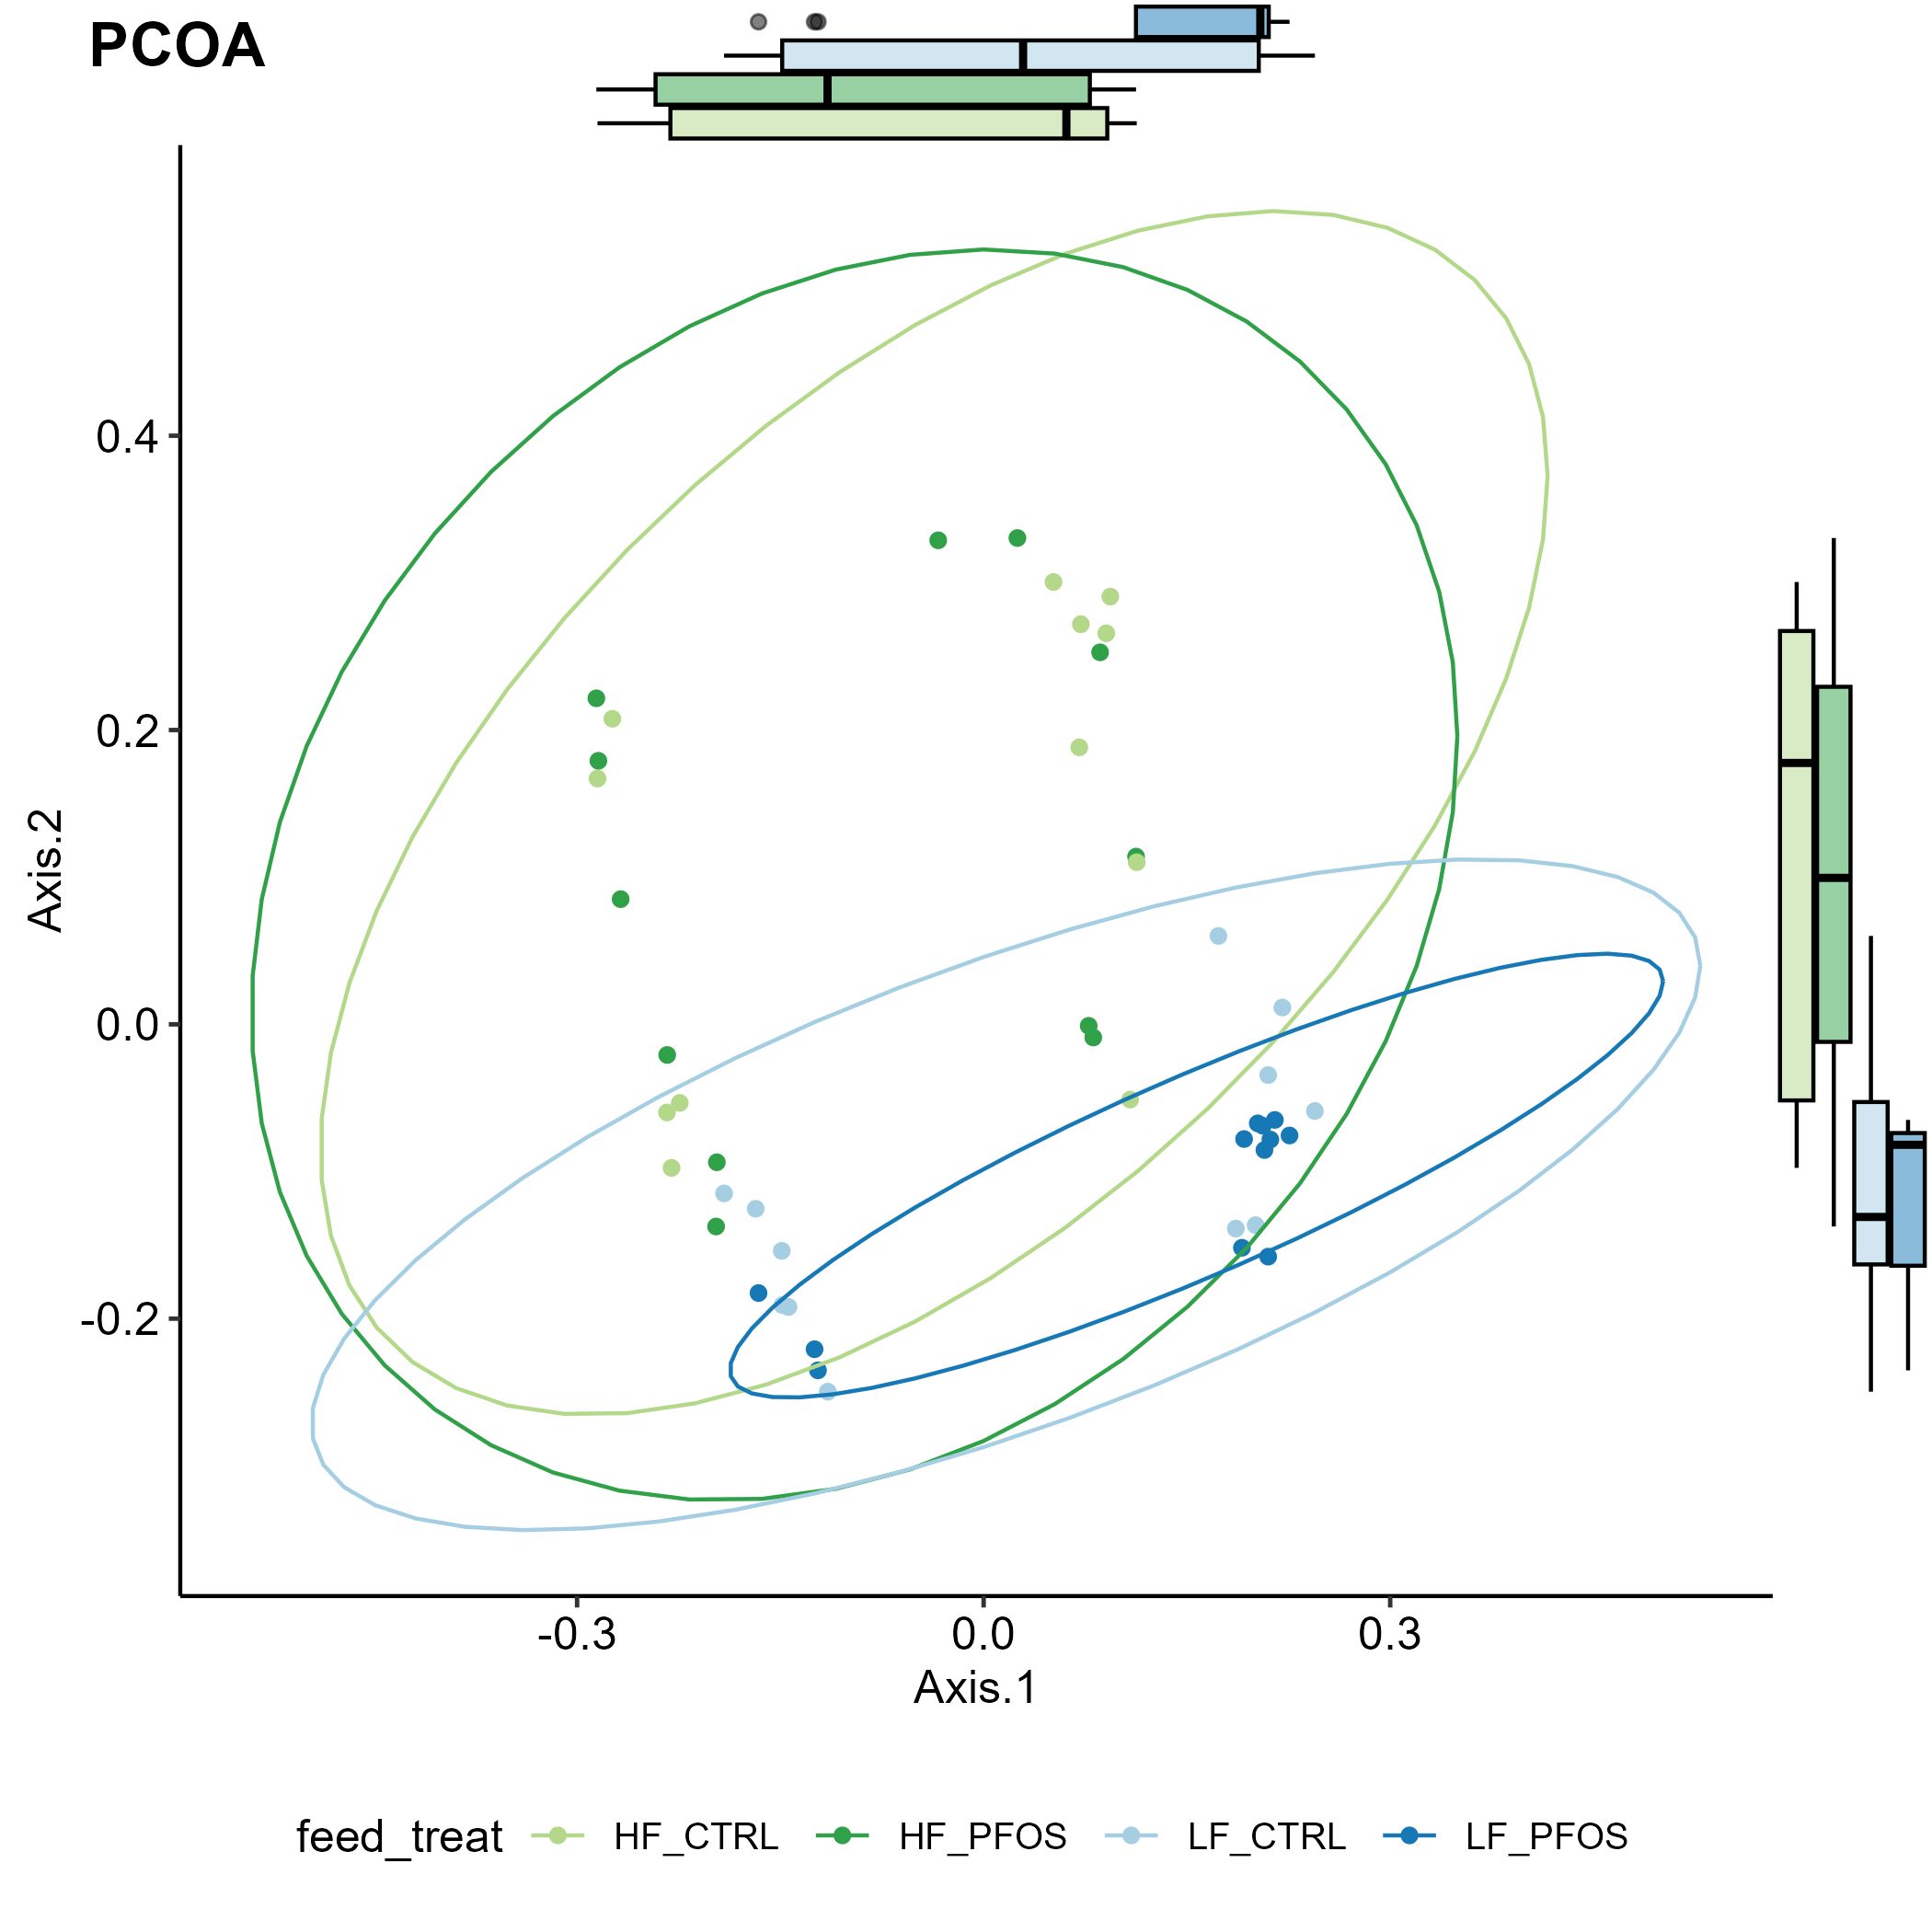 PCOA
0.4
0.2
0.0
-0.2
Axis.2
-0.3 0.0 0.3
Axis.1
feed_treat HF_CTRL HF_PFOS LF_CTRL LF_PFOS